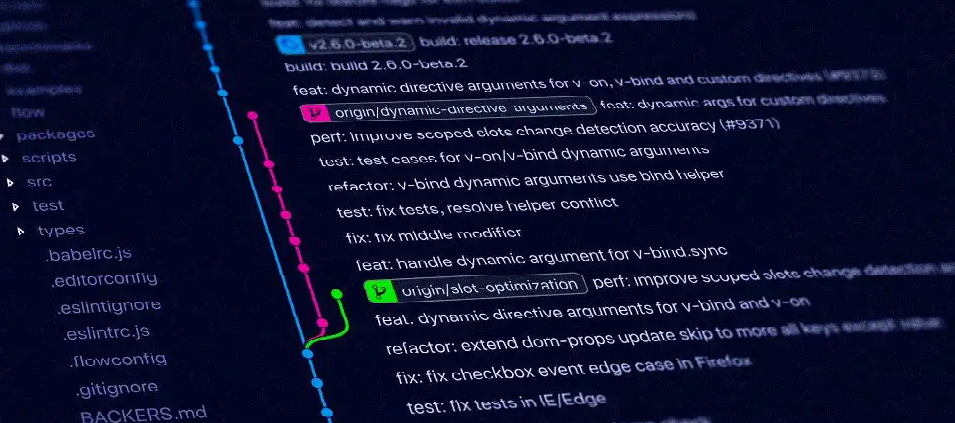 feat: detect and warn invalid dynamic argument expressions
v2.6.0-beta.2 build: release 2.6.0-beta.2
build: build 2.6.0-beta.2
feat: dynamic directive arguments for v-on, v-bind and custom directives (#9373)
origin/dynamic-directive-arguments feat: dynamic args for custom directives
perf: improve scoped slots change detection accuracy (#9371)
test: test cases for v-on/v-bind dynamic arguments
refactor: v-bind dynamic arguments use bind helper
test: fix tests, resolve helper conflict
fix: fix middle modifier
feat: handle dynamic argument for v-bind.sync
origin/slot-optimization perf: improve scoped slots change detection
feat: dynamic directive arguments for v-bind and v-on
refactor: extend dom-props update skip to more all keys except value
fix: fix checkbox event edge case in Firefox
test: fix tests in IE/Edge
examples
flow
packages
scripts
src
test
types
.babelrc.js
.editorconfig
.eslintignore
.eslintrc.js
.flowconfig
.gitignore
BACKERS.md